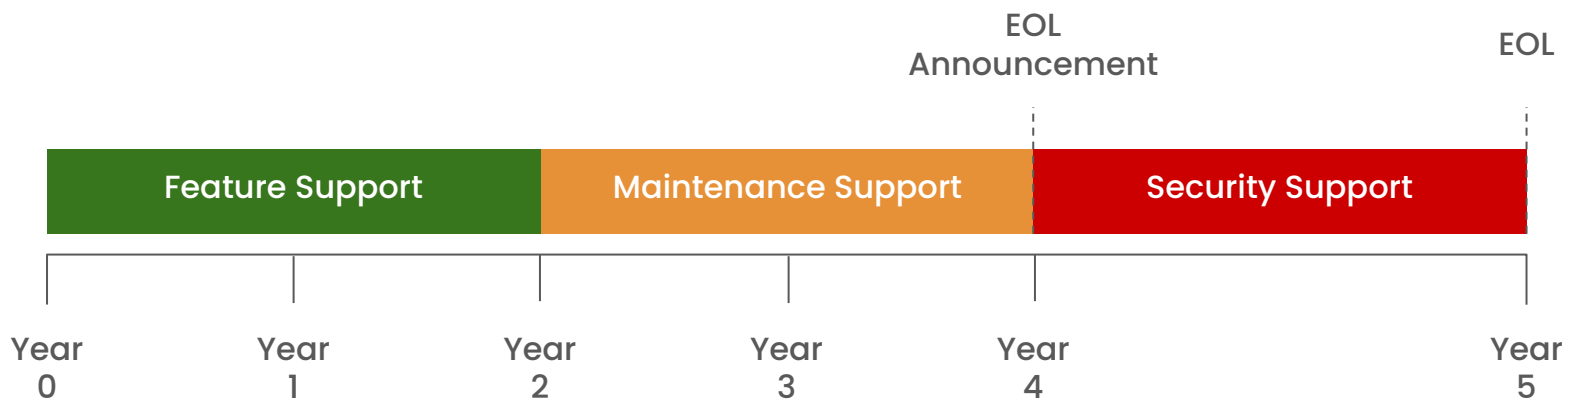 EOL
Announcement
EOL
Feature Support
Maintenance Support
Security Support
Year
0
Year
1
Year
2
Year
3
Year
4
Year
5